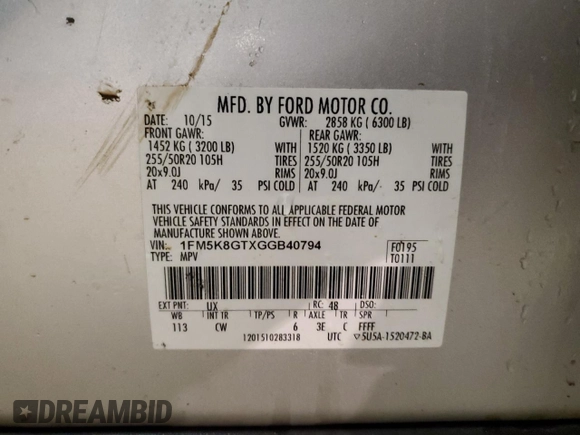 MFD. BY FORD MOTOR CO.
DATE: 10/15 GVWR: 2858 KG ( 6300 LB)
FRONT GAWR: REAR GAWR:
1452 KG ( 3200 LB) WITH 1520 KG ( 3350 LB) WITH
255/50R20 105H TIRES 255/50R20 105H TIRES
20x9.0J RIMS 20x9.0J RIMS
AT 240 kPa/ 35 PSI COLD AT 240 kPa/ 35 PSI COLD
THIS VEHICLE CONFORMS TO ALL APPLICABLE FEDERAL MOTOR
VEHICLE SAFETY STANDARDS IN EFFECT ON THE DATE OF
MANUFACTURE SHOWN ABOVE.
VIN: 1FM5K8GTXGGB40794 F0195
TYPE: MPV T0111
EXT PNT: UX RC: 48 DSO:
WB INT TR TP/PS R AXLE TR SPR
113 CW 6 3E C FFFF
1201510283318 UTC ▽5USA-1520472-BA
DREAMBID